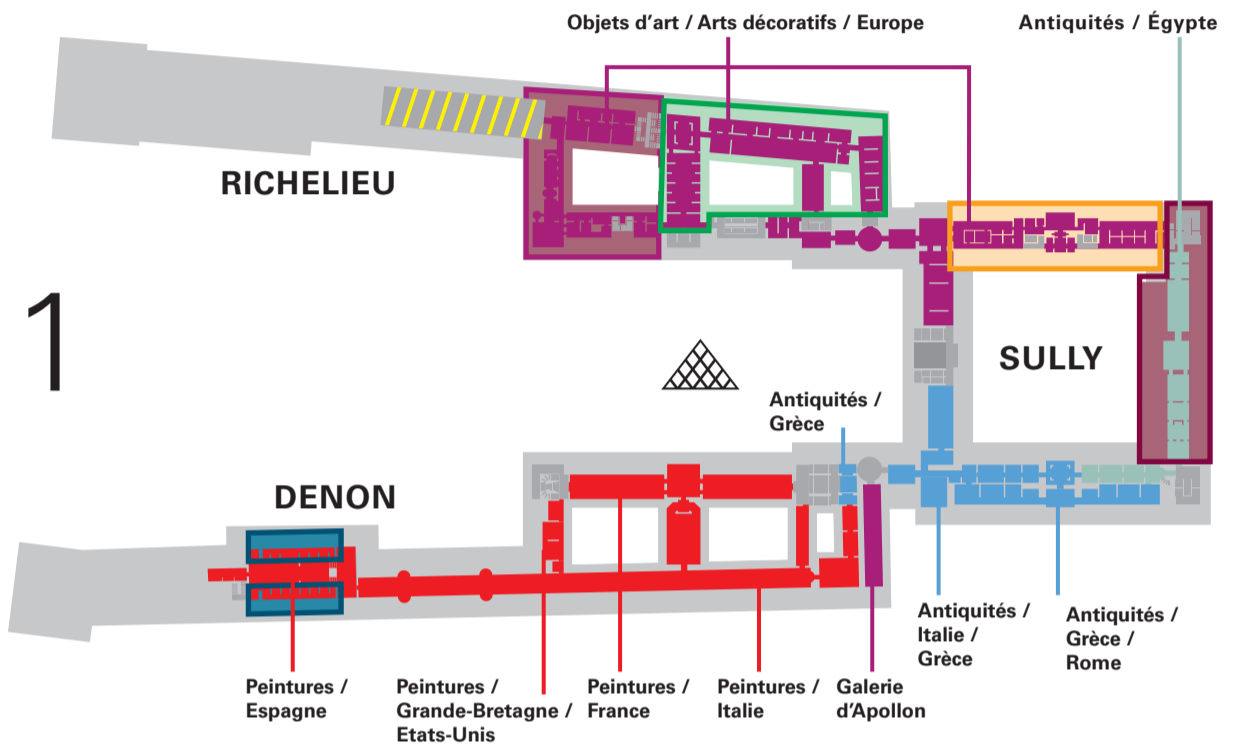 Objets d'art / Arts décoratifs / Europe
Antiquités / Égypte
RICHELIEU
1
SULLY
Antiquités /
Grèce
DENON
Antiquités /
Italie /
Grèce
Antiquités /
Grèce /
Rome
Peintures /
Espagne
Peintures /
Grande-Bretagne /
Etats-Unis
Peintures /
France
Peintures /
Italie
Galerie
d'Apollon